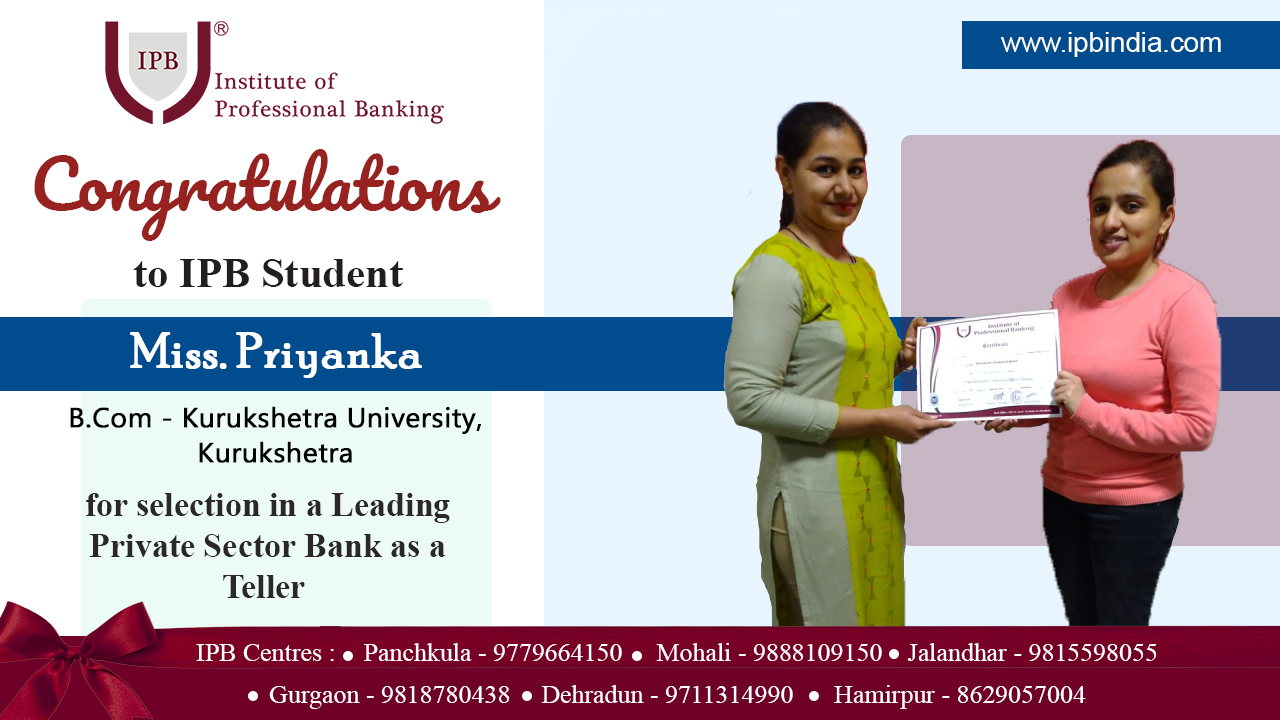 IPB
®
Institute of
Professional Banking
www.ipbindia.com
Congratulations
to IPB Student
Miss. Priyanka
B.Com - Kurukshetra University,
Kurukshetra
for selection in a Leading
Private Sector Bank as a
Teller
Institute of
Professional Banking
Certificate
IPB Centres : • Panchkula - 9779664150 • Mohali - 9888109150 • Jalandhar - 9815598055
• Gurgaon - 9818780438 • Dehradun - 9711314990 • Hamirpur - 8629057004